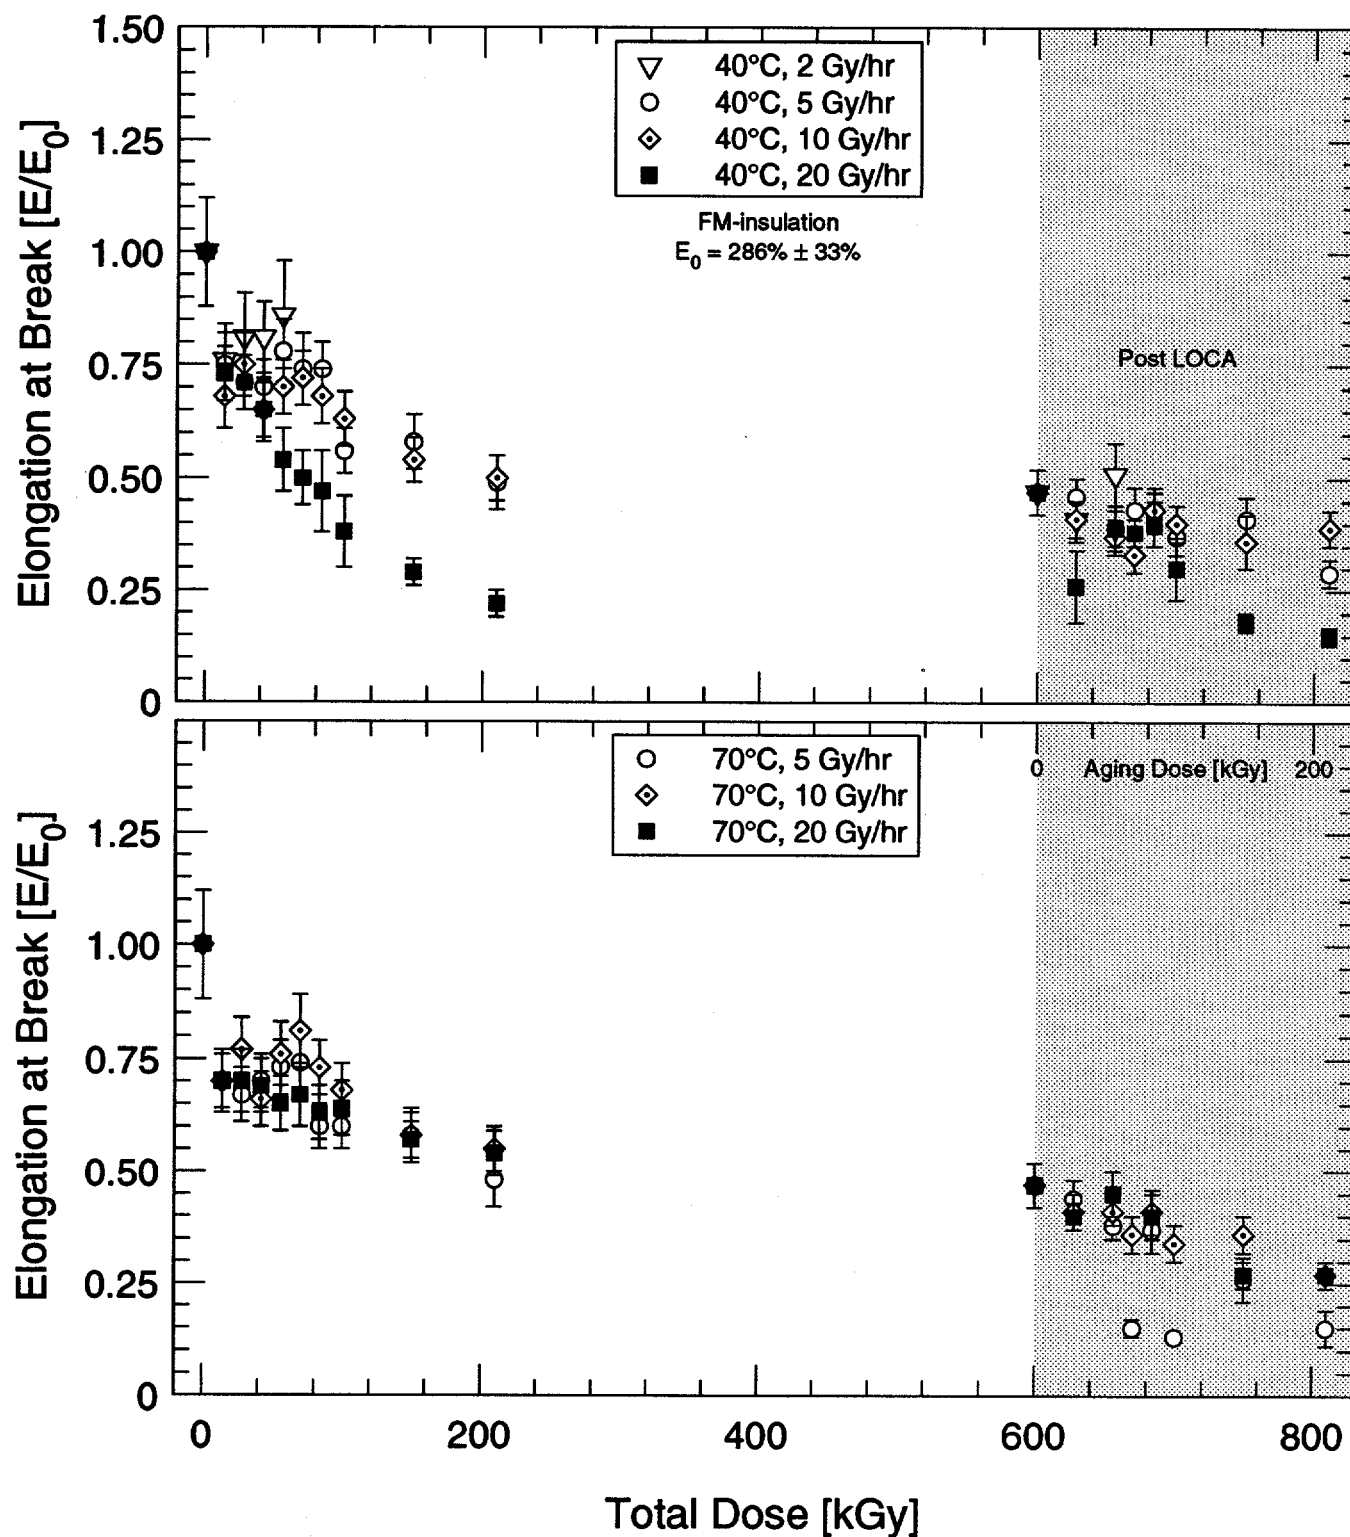 1.50
1.25
1.00
0.75
0.50
0.25
0
Elongation at Break [E/E0]
40°C, 2 Gy/hr
40°C, 5 Gy/hr
40°C, 10 Gy/hr
40°C, 20 Gy/hr
FM-insulation
E0 = 286% ± 33%
Post LOCA
70°C, 5 Gy/hr
70°C, 10 Gy/hr
70°C, 20 Gy/hr
0 Aging Dose [kGy] 200
1.25
1.00
0.75
0.50
0.25
0
Elongation at Break [E/E0]
0 200 400 600 800
Total Dose [kGy]